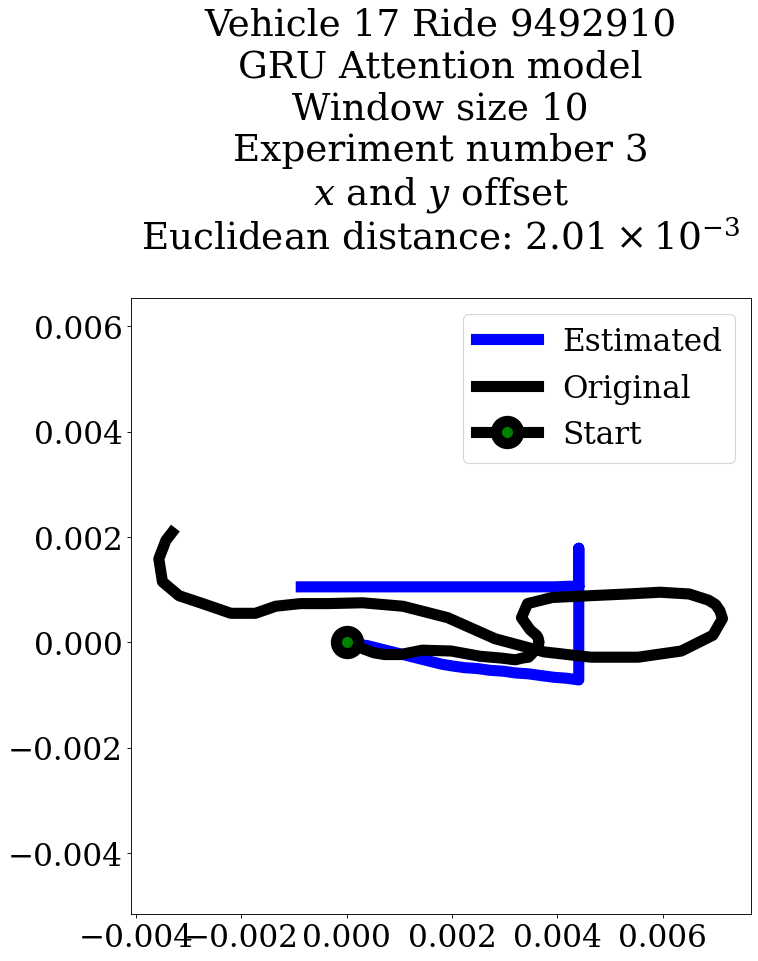 Vehicle 17 Ride 9492910
GRU Attention model
Window size 10
Experiment number 3
x and y offset
Euclidean distance: 2.01 × 10⁻³
Estimated
Original
Start
0.006
0.004
0.002
0.000
−0.002
−0.004
−0.004 −0.002 0.000 0.002 0.004 0.006